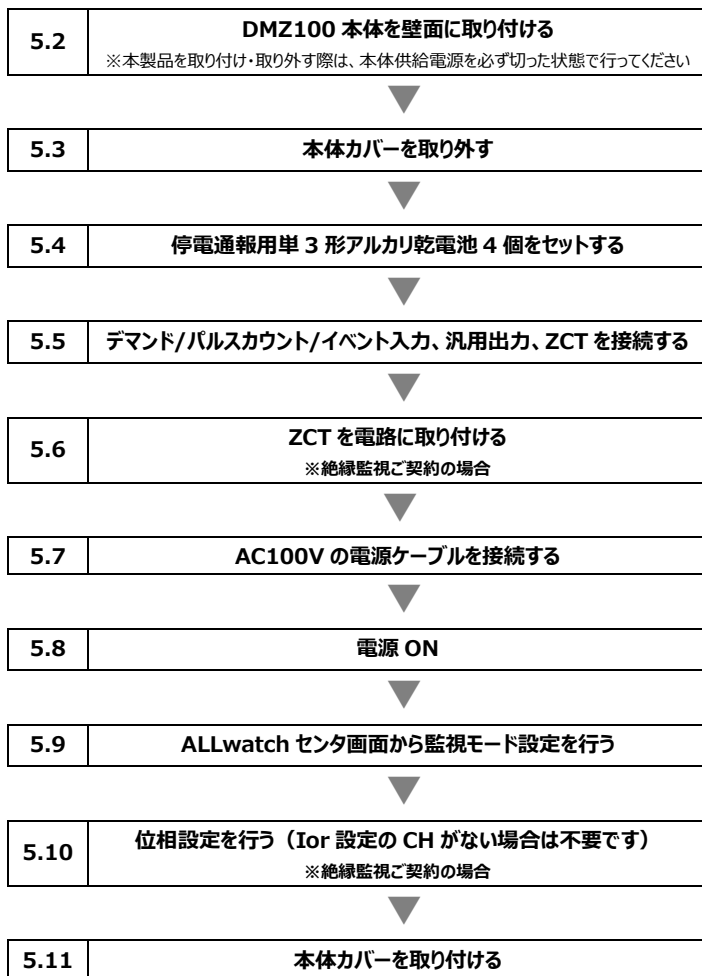 5.2
DMZ100 本体を壁面に取り付ける
※本製品を取り付け・取り外す際は、本体供給電源を必ず切った状態で行ってください
5.3
本体カバーを取り外す
5.4
停電通報用単 3 形アルカリ乾電池 4 個をセットする
5.5
デマンド/パルスカウント/イベント入力、汎用出力、ZCT を接続する
5.6
ZCT を電路に取り付ける
※絶縁監視ご契約の場合
5.7
AC100V の電源ケーブルを接続する
5.8
電源 ON
5.9
ALLwatch センタ画面から監視モード設定を行う
5.10
位相設定を行う（Ior 設定の CH がない場合は不要です）
※絶縁監視ご契約の場合
5.11
本体カバーを取り付ける